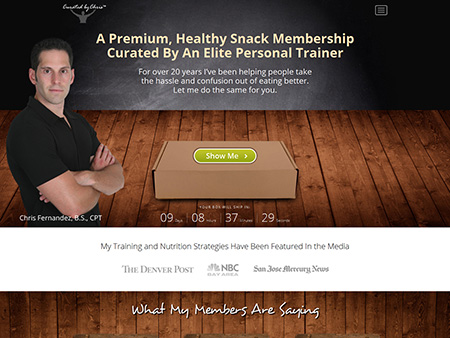 Curated by Chris™
A Premium, Healthy Snack Membership
Curated By An Elite Personal Trainer
For over 20 years I've been helping people take
the hassle and confusion out of eating better.
Let me do the same for you.
Show Me
YOUR BOX WILL SHIP IN:
09 Days 08 Hours 37 Minutes 29 Seconds
Chris Fernandez, B.S., CPT
My Training and Nutrition Strategies Have Been Featured In the Media
THE DENVER POST
NBC
BAY AREA
San Jose Mercury News
What My Members Are Saying